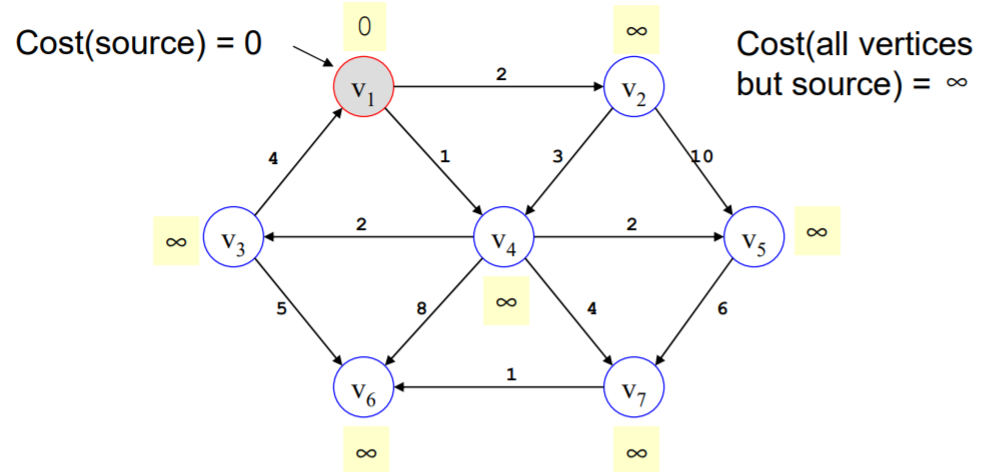 Cost(source) = 0
0
∞
Cost(all vertices
but source) = ∞
v1
2
v2
4
1
3
10
∞
v3
2
v4
2
v5
∞
∞
5
8
4
6
v6
1
v7
∞
∞